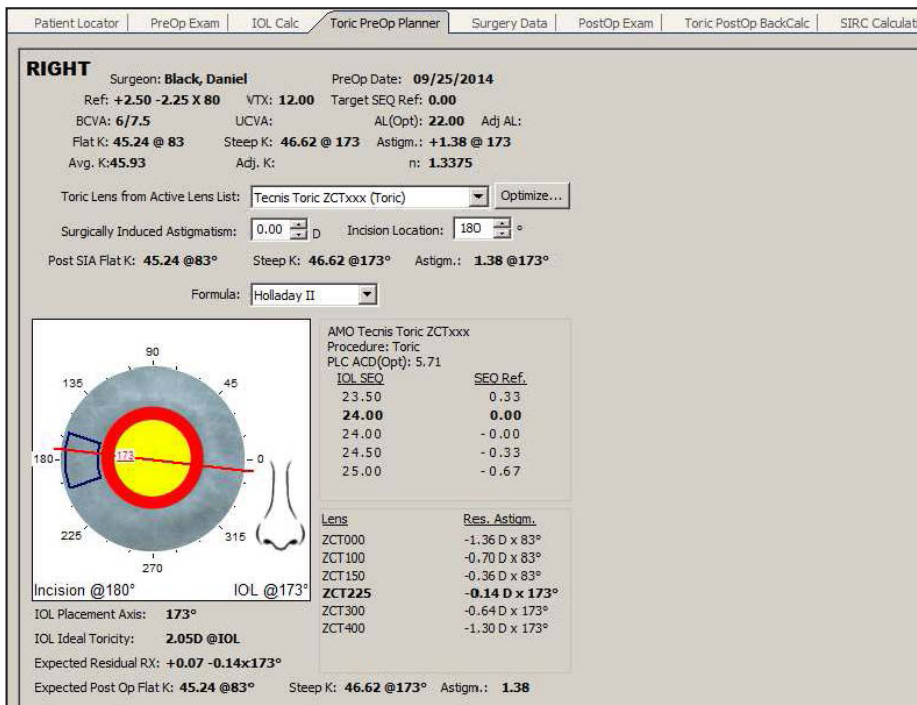 Patient Locator PreOp Exam IOL Calc Toric PreOp Planner Surgery Data PostOp Exam Toric PostOp BackCalc SIRC Calculati
RIGHT
Surgeon: Black, Daniel PreOp Date: 09/25/2014
Ref: +2.50 -2.25 X 80 VTX: 12.00 Target SEQ Ref: 0.00
BCVA: 6/7.5 UCVA: AL(Opt): 22.00 Adj AL:
Flat K: 45.24 @ 83 Steep K: 46.62 @ 173 Astigm.: +1.38 @ 173
Avg. K:45.93 Adj. K: n: 1.3375
Toric Lens from Active Lens List: Tecnis Toric ZCTxxx (Toric) Optimize...
Surgically Induced Astigmatism: 0.00 D Incision Location: 180 °
Post SIA Flat K: 45.24 @83° Steep K: 46.62 @173° Astigm.: 1.38 @173°
Formula: Holladay II
90
135 45
180 173 0
225 315
270
Incision @180° IOL @173°
AMO Tecnis Toric ZCTxxx
Procedure: Toric
PLC ACD(Opt): 5.71
IOL SEQ SEQ Ref.
23.50 0.33
24.00 0.00
24.00 -0.00
24.50 -0.33
25.00 -0.67
Lens Res. Astigm.
ZCT000 -1.36 D x 83°
ZCT100 -0.70 D x 83°
ZCT150 -0.36 D x 83°
ZCT225 -0.14 D x 173°
ZCT300 -0.64 D x 173°
ZCT400 -1.30 D x 173°
IOL Placement Axis: 173°
IOL Ideal Toricity: 2.05D @IOL
Expected Residual RX: +0.07 -0.14x173°
Expected Post Op Flat K: 45.24 @83° Steep K: 46.62 @173° Astigm.: 1.38